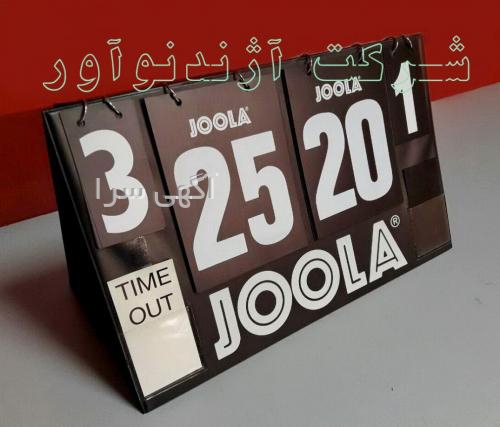 شرکت آژندنوآور
3 JOOLA 25 JOOLA 20 1
آگهی سرا
TIME
OUT
JOOLA®